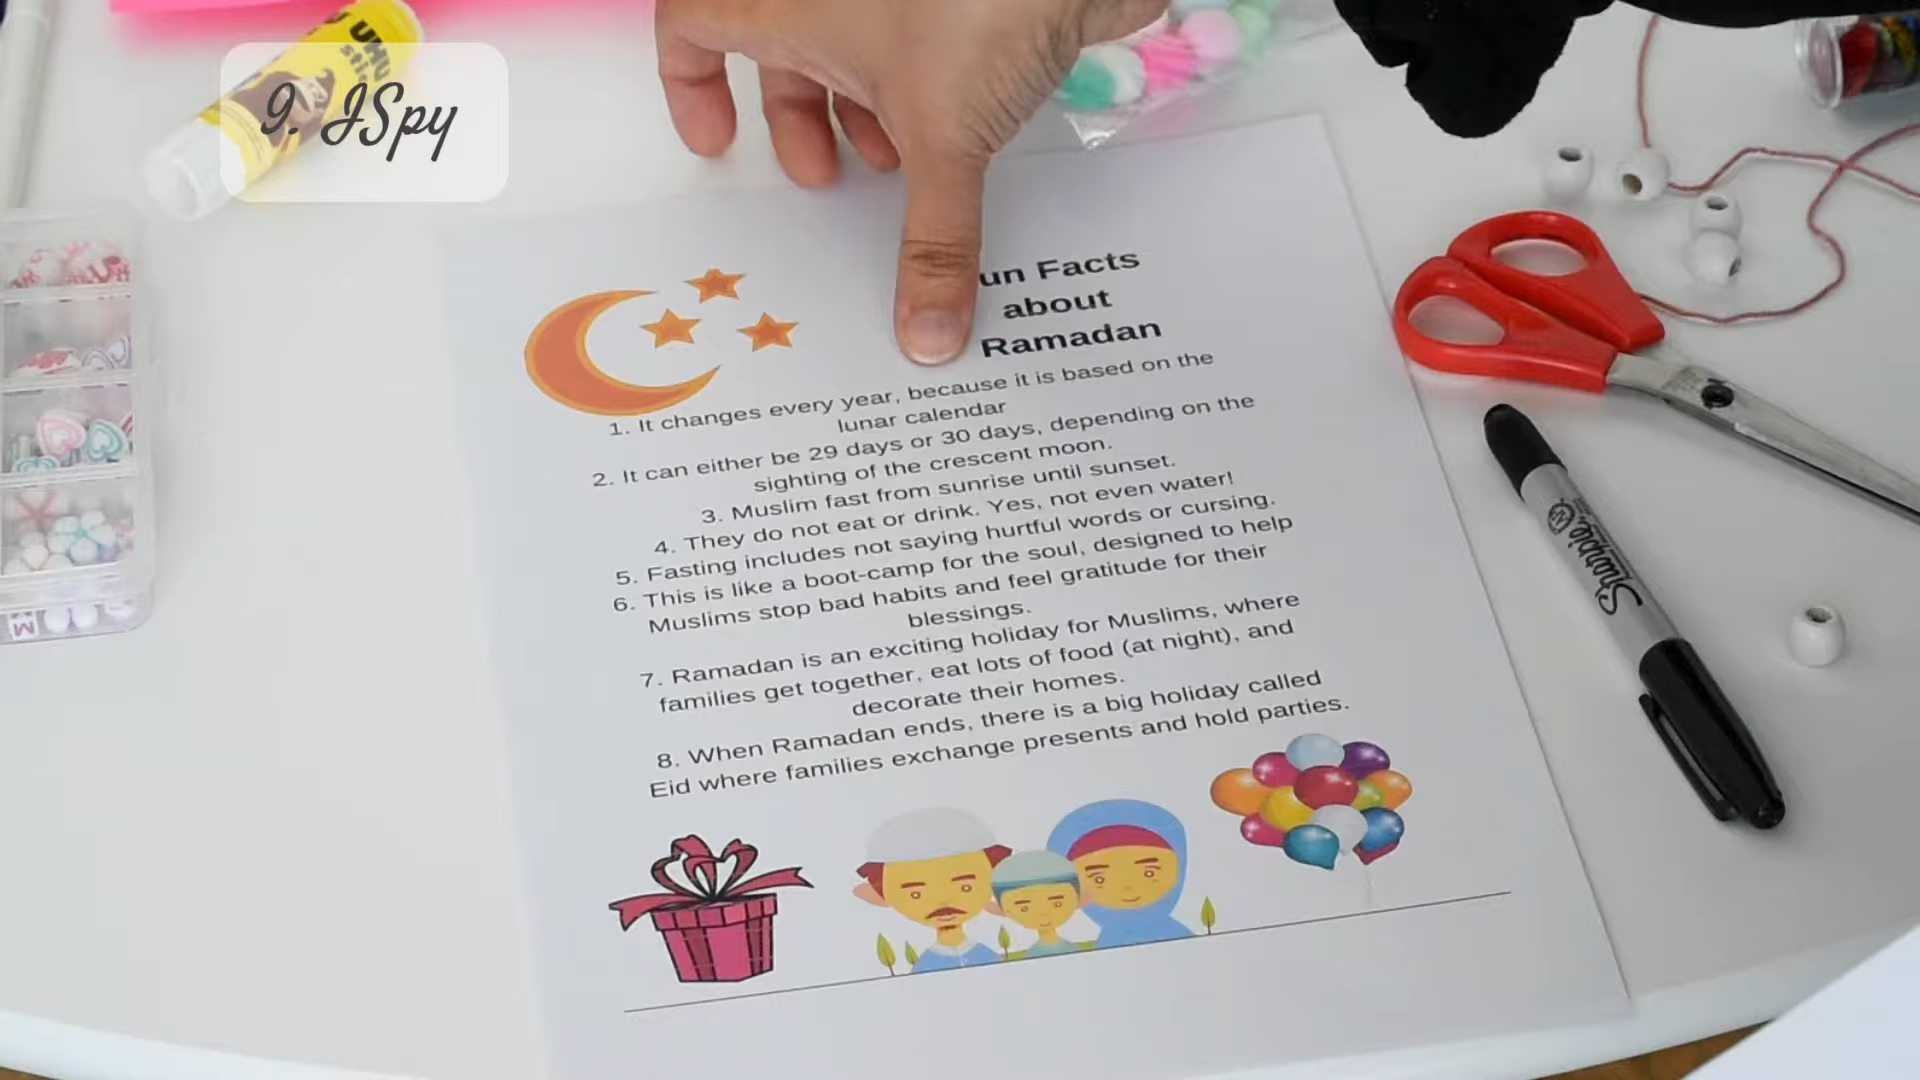 UHU
stic
9. ISpy
un Facts
about
Ramadan
1. It changes every year, because it is based on the
lunar calendar
2. It can either be 29 days or 30 days, depending on the
sighting of the crescent moon.
3. Muslim fast from sunrise until sunset.
4. They do not eat or drink. Yes, not even water!
5. Fasting includes not saying hurtful words or cursing.
6. This is like a boot-camp for the soul, designed to help
Muslims stop bad habits and feel gratitude for their
blessings.
7. Ramadan is an exciting holiday for Muslims, where
families get together, eat lots of food (at night), and
decorate their homes.
8. When Ramadan ends, there is a big holiday called
Eid where families exchange presents and hold parties.
Sharpie
M